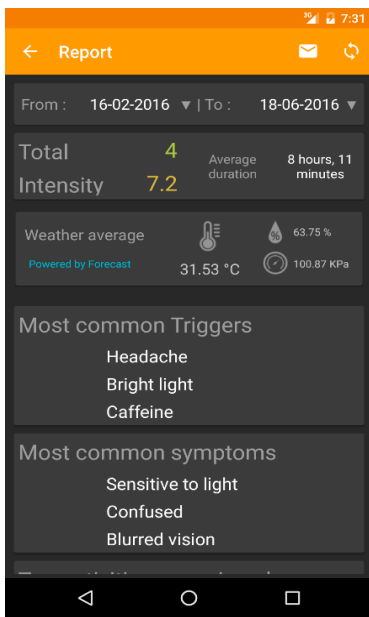 3G 7:31
Report
From : 16-02-2016 ▼ | To : 18-06-2016 ▼
Total 4
Intensity 7.2
Average duration
8 hours, 11 minutes
Weather average
Powered by Forecast
31.53 °C
% 63.75 %
100.87 KPa
Most common Triggers
Headache
Bright light
Caffeine
Most common symptoms
Sensitive to light
Confused
Blurred vision